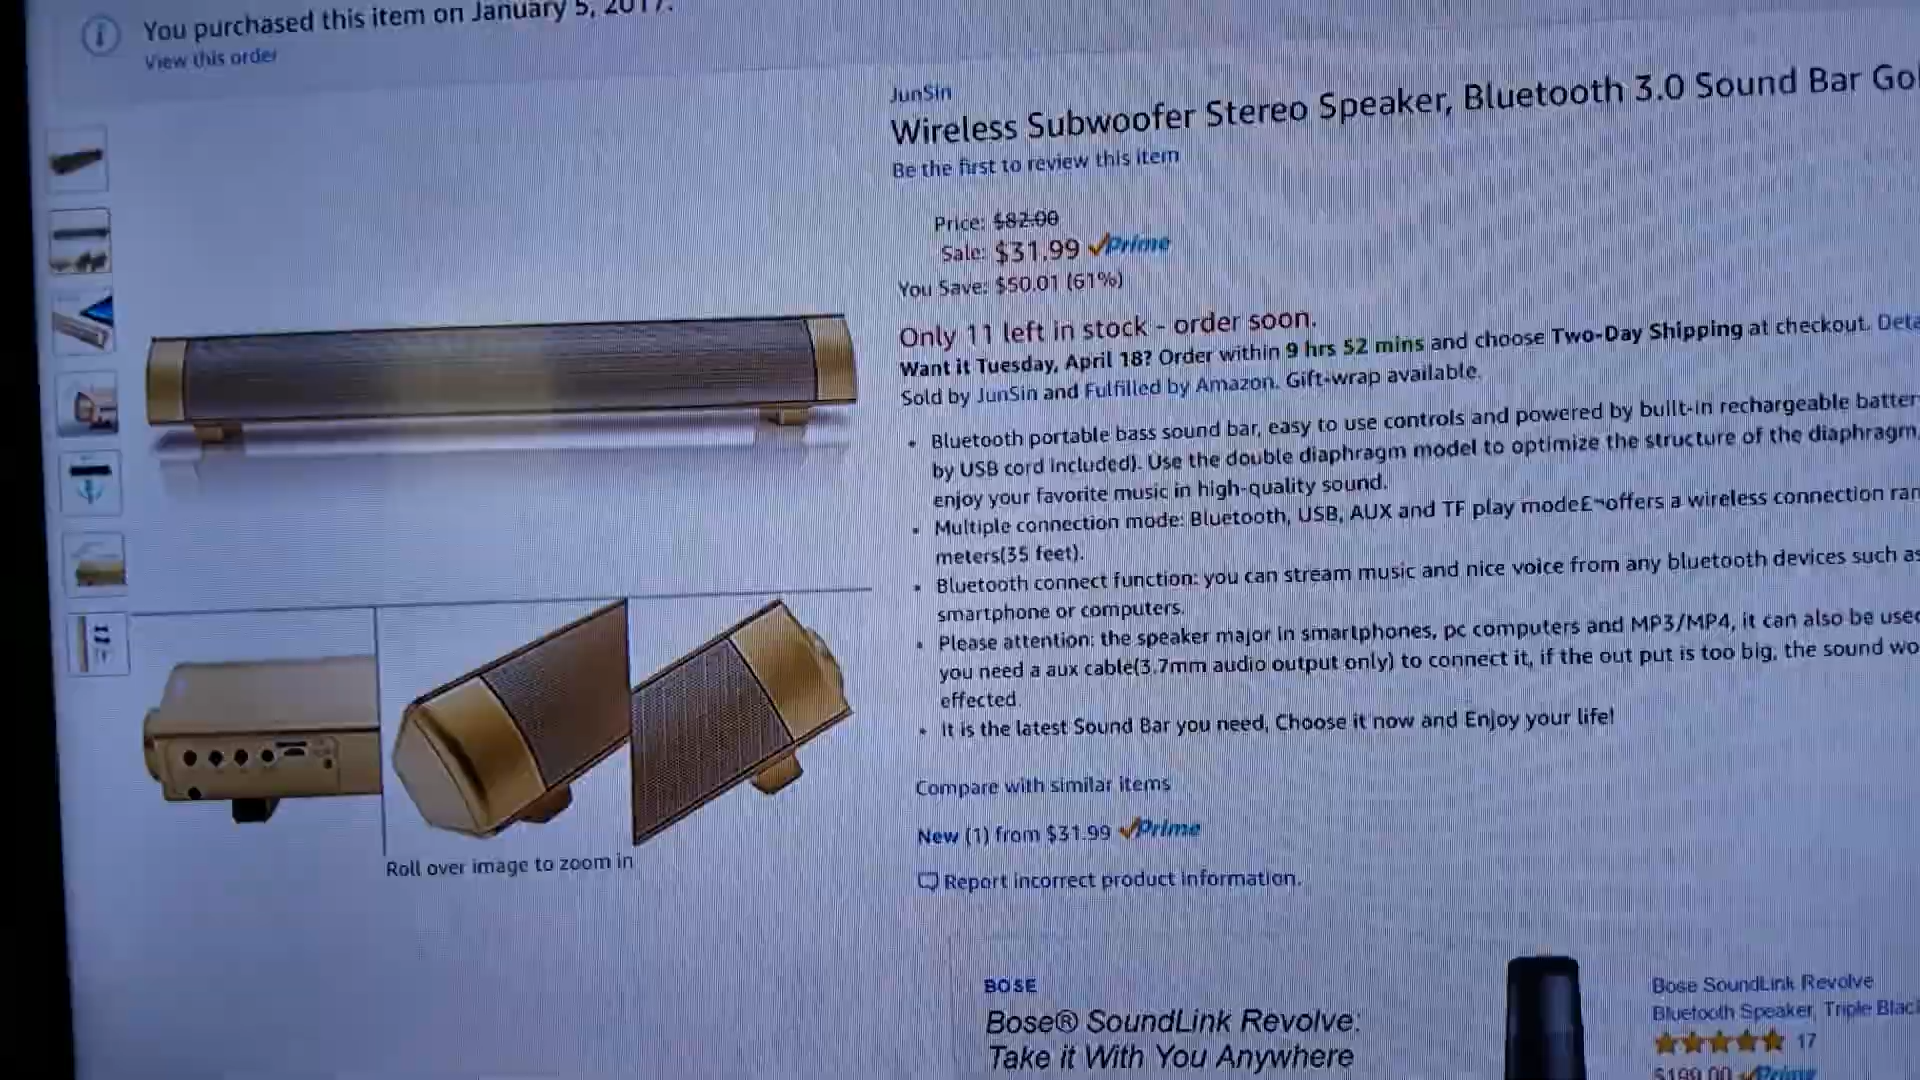 You purchased this item on January 5, 2017.
View this order
JunSin
Wireless Subwoofer Stereo Speaker, Bluetooth 3.0 Sound Bar
Be the first to review this item
Price: $82.00
Sale: $31.99 Prime
You Save: $50.01 (61%)
Only 11 left in stock - order soon.
Want it Tuesday, April 18? Order within 9 hrs 52 mins and choose Two-Day Shipping at checkout.
Sold by JunSin and Fulfilled by Amazon. Gift-wrap available.
• Bluetooth portable bass sound bar, easy to use controls and powered by built-in rechargeable
by USB cord included). Use the double diaphragm model to optimize the structure of the diaphragm,
enjoy your favorite music in high-quality sound.
• Multiple connection mode: Bluetooth, USB, AUX and TF play mode£¬offers a wireless connection
meters(35 feet).
• Bluetooth connect function: you can stream music and nice voice from any bluetooth devices such as
smartphone or computers.
• Please attention: the speaker major in smartphones, pc computers and MP3/MP4, it can also be
you need a aux cable(3.7mm audio output only) to connect it, if the out put is too big, the sound
effected.
• It is the latest Sound Bar you need, Choose it now and Enjoy your life!
Compare with similar items
New (1) from $31.99 Prime
Roll over image to zoom in
Report incorrect product information.
BOSE
Bose® SoundLink Revolve:
Take it With You Anywhere
Bose SoundLink Revolve
Bluetooth Speaker, Triple
17
$199.00 Prime